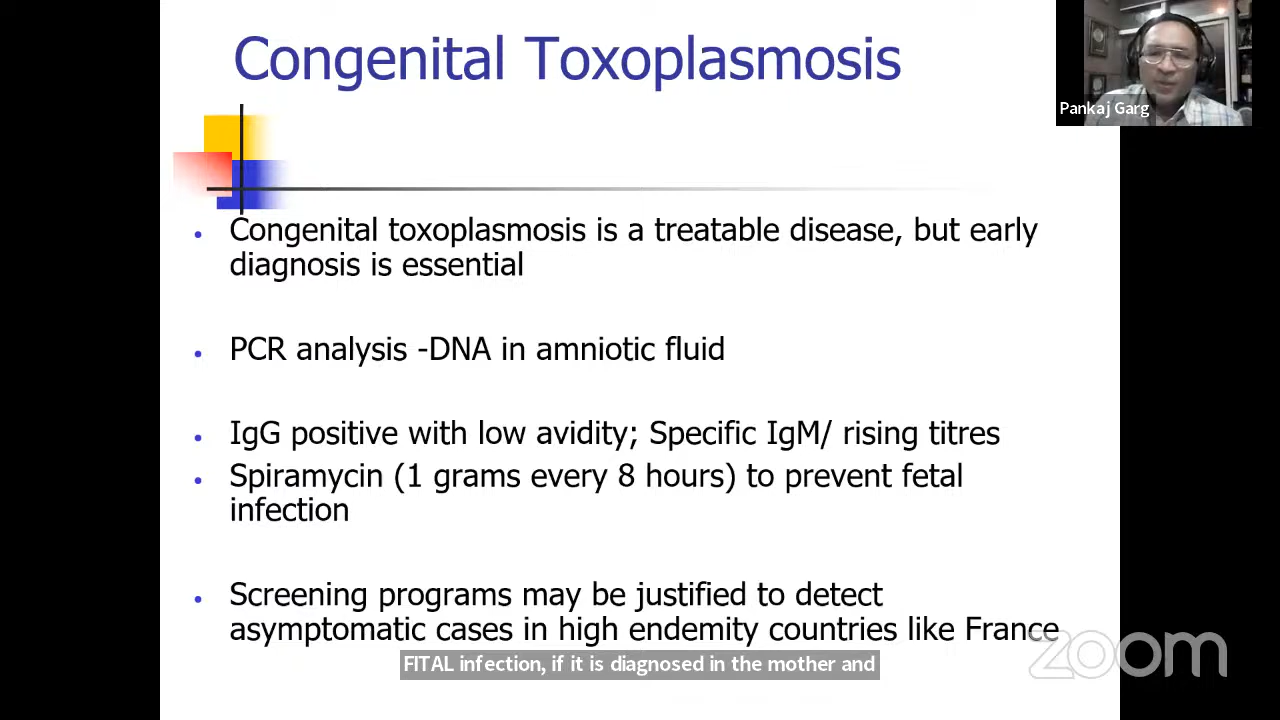 Congenital Toxoplasmosis
Pankaj Garg
• Congenital toxoplasmosis is a treatable disease, but early
diagnosis is essential
• PCR analysis -DNA in amniotic fluid
• IgG positive with low avidity; Specific IgM/ rising titres
• Spiramycin (1 grams every 8 hours) to prevent fetal
infection
• Screening programs may be justified to detect
asymptomatic cases in high endemity countries like France
FITAL infection, if it is diagnosed in the mother and
zoom